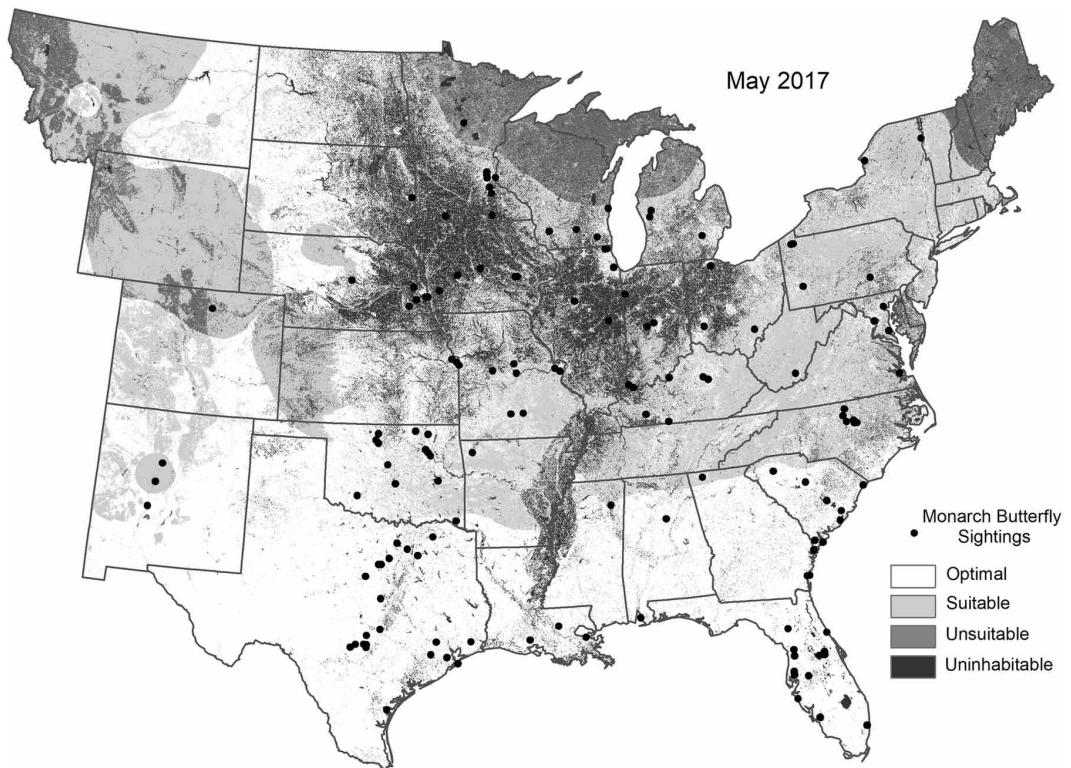 May 2017
Monarch Butterfly
Sightings
Optimal
Suitable
Unsuitable
Uninhabitable